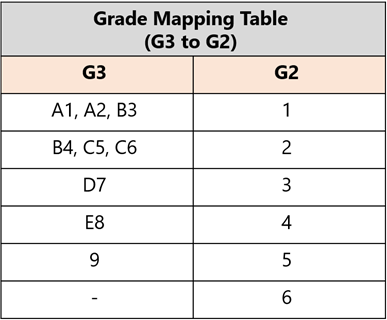 Grade Mapping Table
(G3 to G2)
G3 G2
A1, A2, B3 1
B4, C5, C6 2
D7 3
E8 4
9 5
- 6